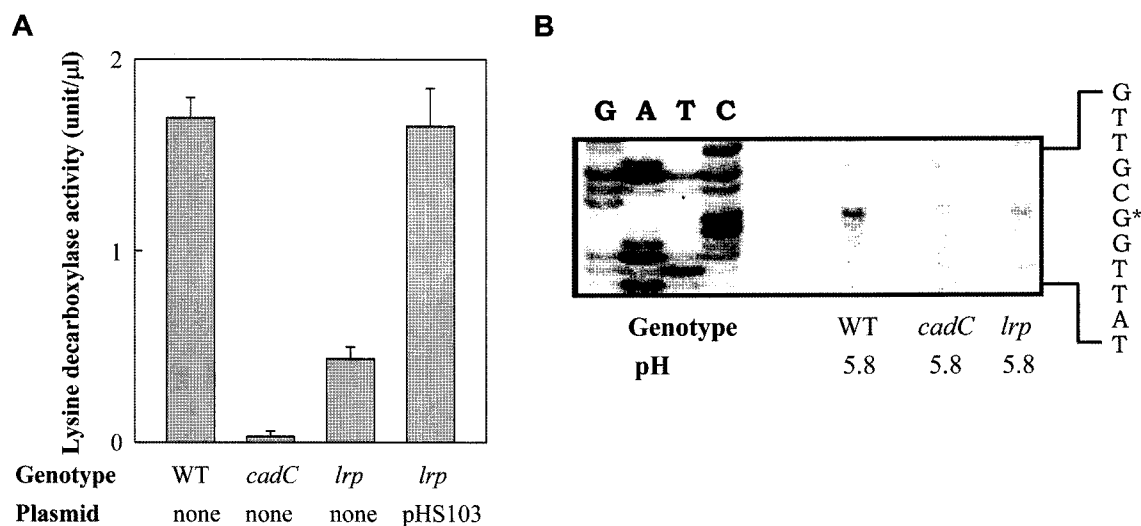 A
Lysine decarboxylase activity (unit/µl)
2
1
0
Genotype WT cadC lrp lrp
Plasmid none none none pHS103
B
G A T C
Genotype WT cadC lrp
pH 5.8 5.8 5.8
G
T
T
G
C
G*
G
T
T
A
T